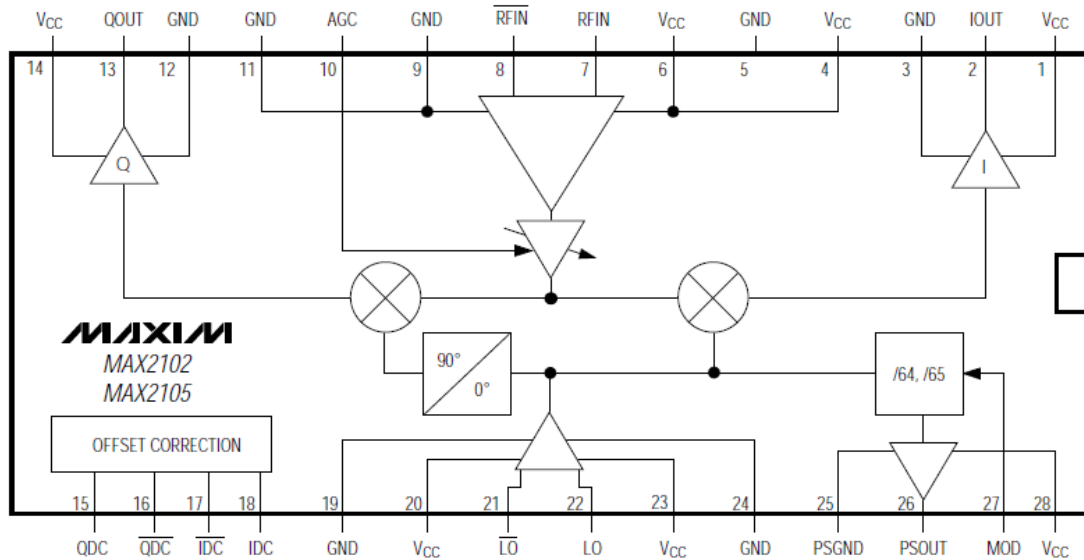 VCC QOUT GND GND AGC GND RFIN RFIN VCC GND VCC GND IOUT VCC
14 13 12 11 10 9 8 7 6 5 4 3 2 1
Q I
MAXIM
MAX2102
MAX2105
90°
0°
/64, /65
OFFSET CORRECTION
15 16 17 18 19 20 21 22 23 24 25 26 27 28
QDC QDC IDC IDC GND VCC LO LO VCC GND PSGND PSOUT MOD VCC